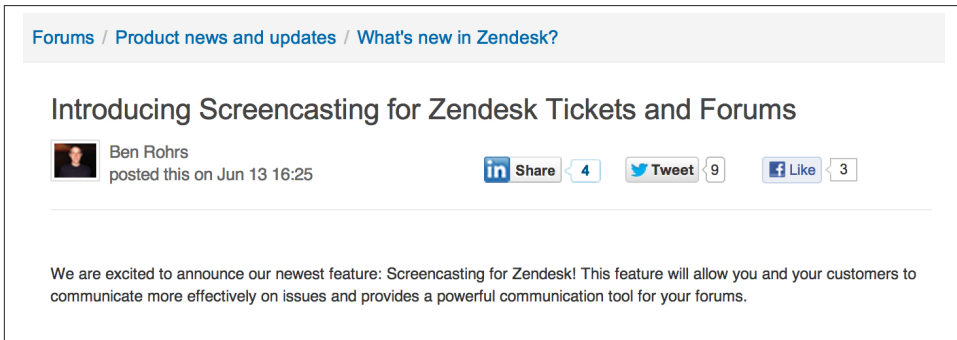 Forums / Product news and updates / What's new in Zendesk?
Introducing Screencasting for Zendesk Tickets and Forums
Ben Rohrs
posted this on Jun 13 16:25
in Share 4 Tweet 9 f Like 3
We are excited to announce our newest feature: Screencasting for Zendesk! This feature will allow you and your customers to
communicate more effectively on issues and provides a powerful communication tool for your forums.